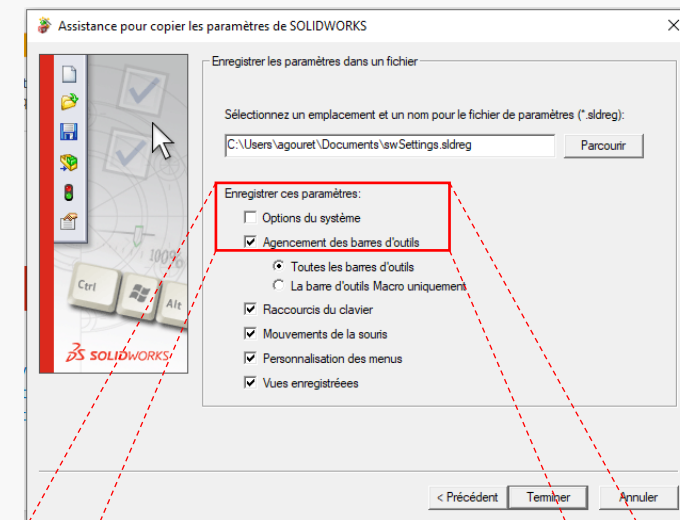 Assistance pour copier les paramètres de SOLIDWORKS
Enregistrer les paramètres dans un fichier
Sélectionnez un emplacement et un nom pour le fichier de paramètres (*.sldreg):
C:\Users\agouret\Documents\swSettings.sldreg
Parcourir
Enregistrer ces paramètres:
Options du système
Agencement des barres d'outils
Toutes les barres d'outils
La barre d'outils Macro uniquement
Raccourcis du clavier
Mouvements de la souris
Personnalisation des menus
Vues enregistréees
100%
Ctrl
Alt
SOLIDWORKS
< Précédent
Terminer
Annuler